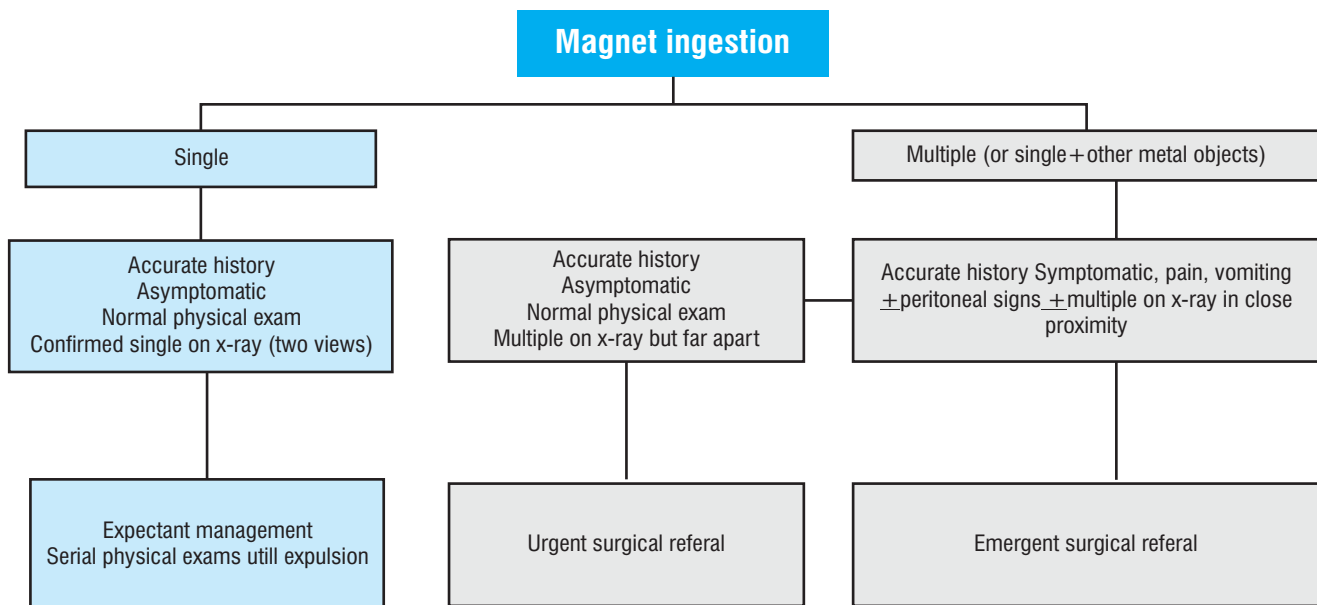 Magnet ingestion
Single
Multiple (or single+other metal objects)
Accurate history
Asymptomatic
Normal physical exam
Confirmed single on x-ray (two views)
Accurate history
Asymptomatic
Normal physical exam
Multiple on x-ray but far apart
Accurate history Symptomatic, pain, vomiting
±peritoneal signs ±multiple on x-ray in close
proximity
Expectant management
Serial physical exams utill expulsion
Urgent surgical referal
Emergent surgical referal